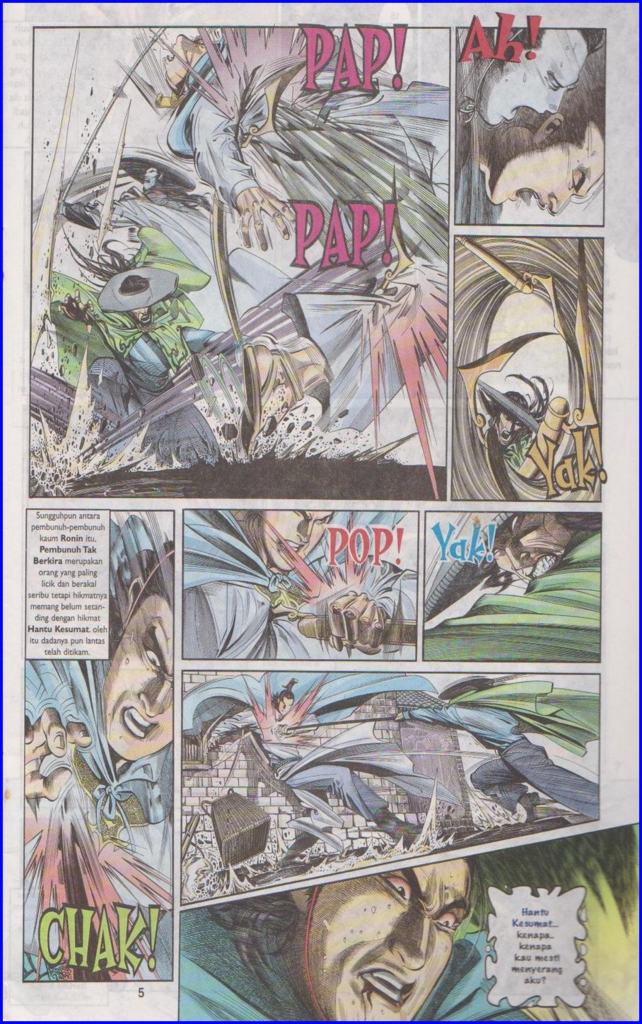 PAP!
Ah!
PAP!
Yak!
Sungguhpun antara
pembunuh-pembunuh
kaum Ronin itu,
Pembunuh Tak
Berkira merupakan
orang yang paling
licik dan berakal
seribu tetapi hikmatnya
memang belum setan-
ding dengan hikmat
Hantu Kesumat, oleh
itu dadanya pun lantas
telah ditikam.
POP!
Yak!
CHAK!
Hantu
Kesumat...
kenapa..
kenapa
kau mesti
menyerang
aku?
5